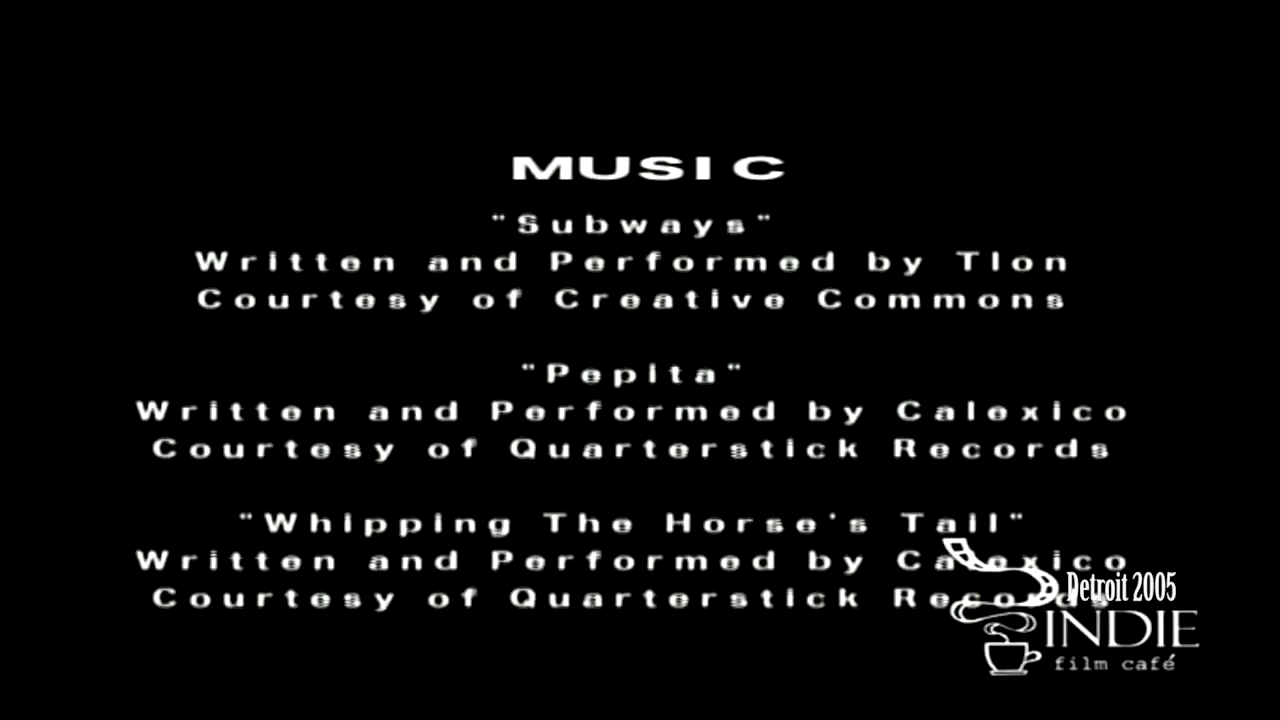 MUSIC
"Subways"
Written and Performed by Tlon
Courtesy of Creative Commons
"Pepita"
Written and Performed by Calexico
Courtesy of Quarterstick Records
"Whipping The Horse's Tail"
Written and Performed by Calexico
Courtesy of Quarterstick Records
Detroit 2005
INDIE
film café